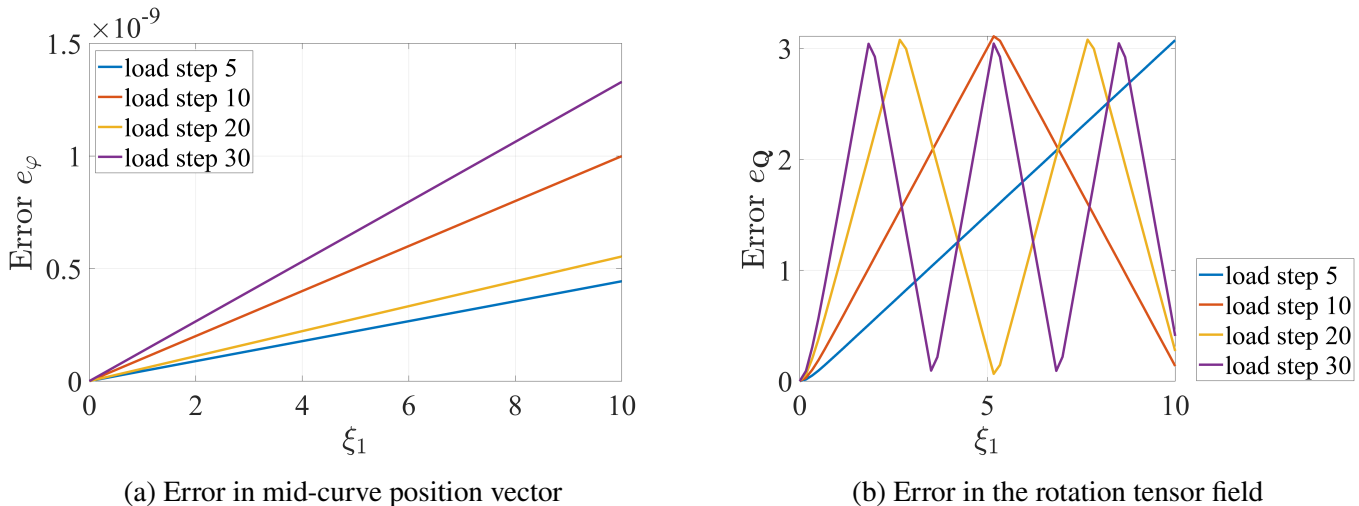 ×10^-9
1.5
1
0.5
0
Error e_φ
load step 5
load step 10
load step 20
load step 30
0 2 4 6 8 10
ξ₁
(a) Error in mid-curve position vector
3
2
1
0
Error e_Q
0 5 10
ξ₁
load step 5
load step 10
load step 20
load step 30
(b) Error in the rotation tensor field